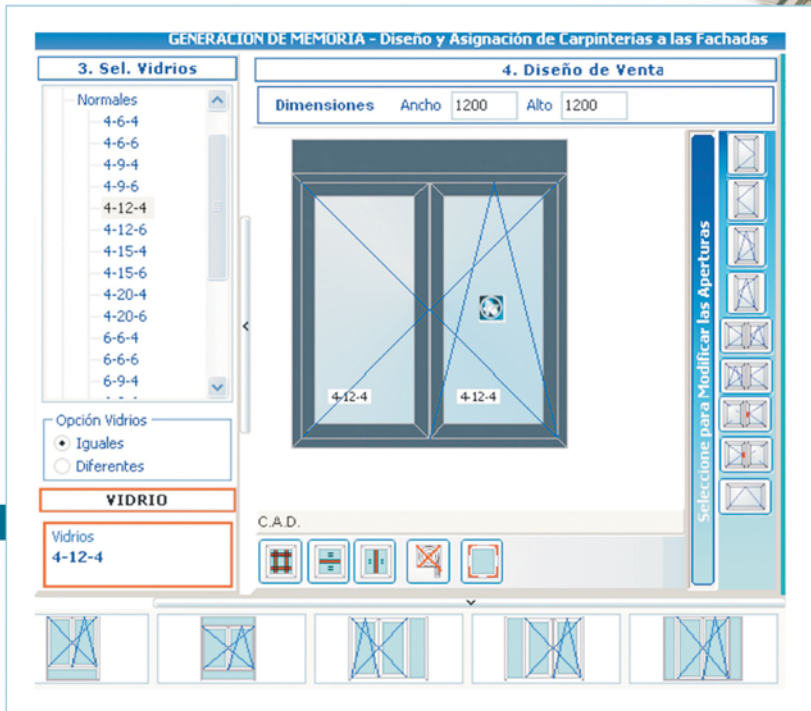 GENERACION DE MEMORIA - Diseño y Asignación de Carpinterías a las Fachadas
3. Sel. Vidrios
Normales
4-6-4
4-6-6
4-9-4
4-9-6
4-12-4
4-12-6
4-15-4
4-15-6
4-20-4
4-20-6
6-6-4
6-6-6
6-9-4
Opción Vidrios
Iguales
Diferentes
VIDRIO
Vidrios
4-12-4
4. Diseño de Venta
Dimensiones Ancho 1200 Alto 1200
4-12-4 4-12-4
C.A.D.
Seleccione para Modificar las Aperturas